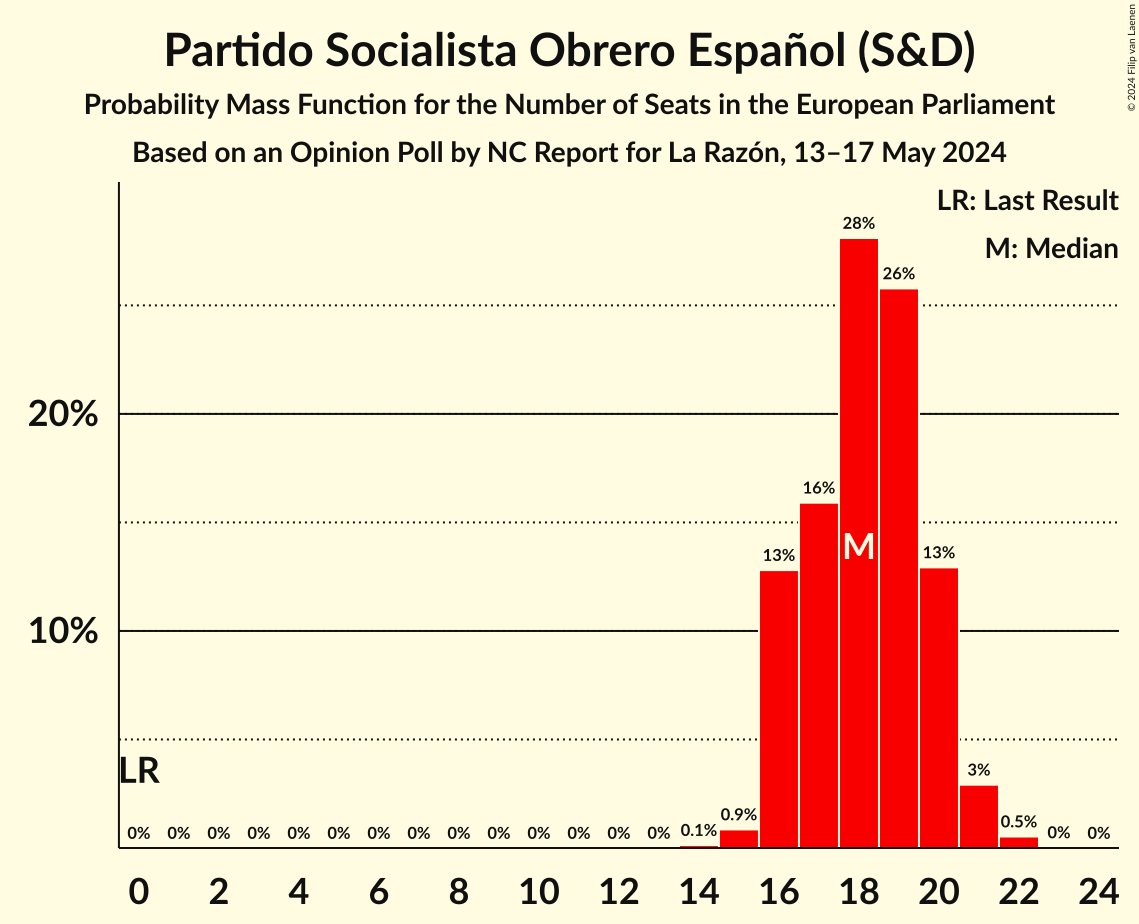 Partido Socialista Obrero Español (S&D)
Probability Mass Function for the Number of Seats in the European Parliament
Based on an Opinion Poll by NC Report for La Razón, 13–17 May 2024
© 2024 Filip van Laenen
LR: Last Result
M: Median
28%
26%
20%
16%
M
13%
13%
10%
LR
3%
0% 0% 0% 0% 0% 0% 0% 0% 0% 0% 0% 0% 0% 0% 0.1% 0.9% 0.5% 0% 0%
0 2 4 6 8 10 12 14 16 18 20 22 24